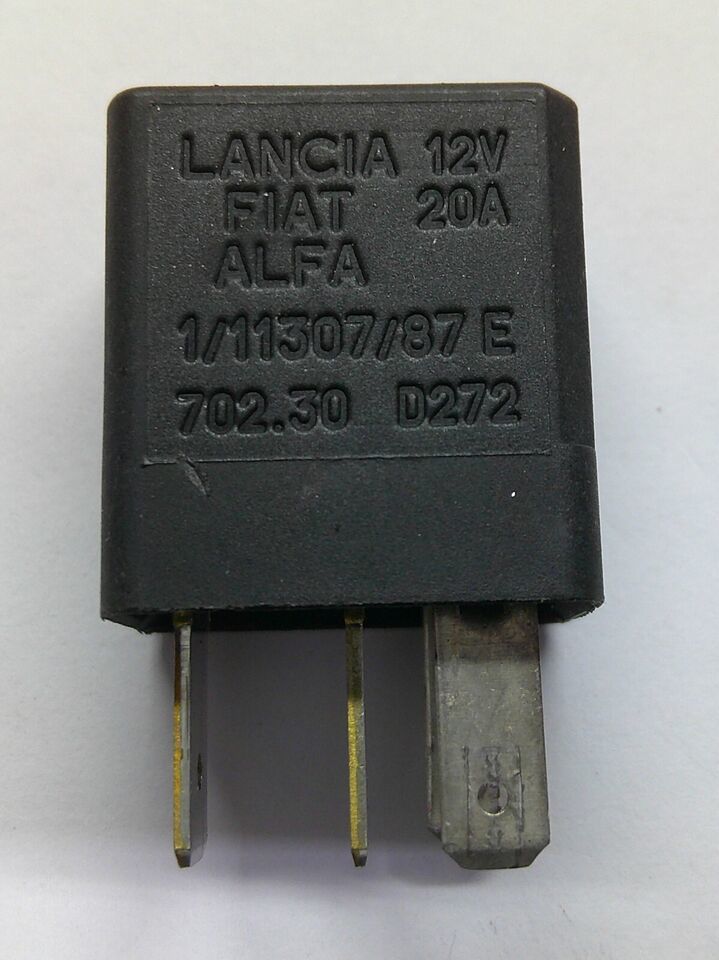 LANCIA 12V
FIAT 20A
ALFA
1/11307/87 E
702.30 D272